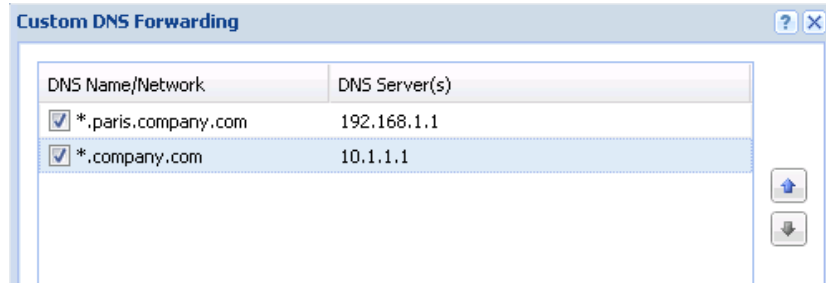 Custom DNS Forwarding
DNS Name/Network DNS Server(s)
*.paris.company.com 192.168.1.1
*.company.com 10.1.1.1